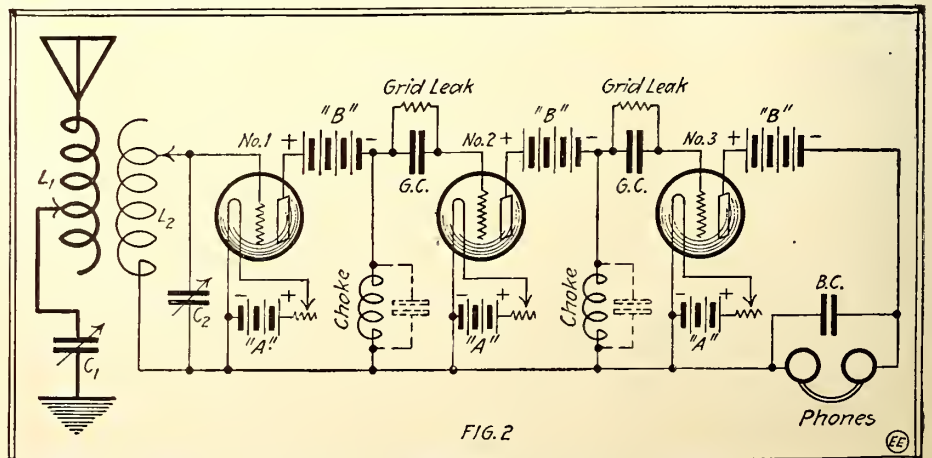 Grid Leak
Grid Leak
"B"
"B"
"B"
No.1 + -
No.2 + -
No.3 + -
G.C.
G.C.
L1
L2
Choke
Choke
B.C.
C2
- +
- +
- +
"A"
"A"
"A"
C1
Phones
FIG. 2
EE